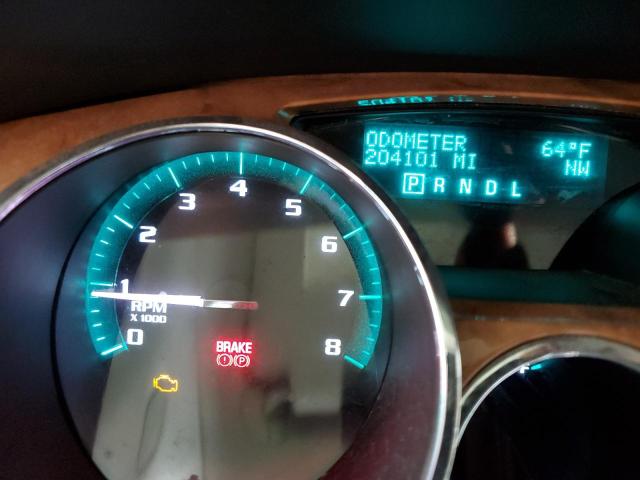 ODOMETER 64°F
204101 MI NW
P R N D L
0
1
2
3
4
5
6
7
8
RPM
X 1000
BRAKE
(!) (P)